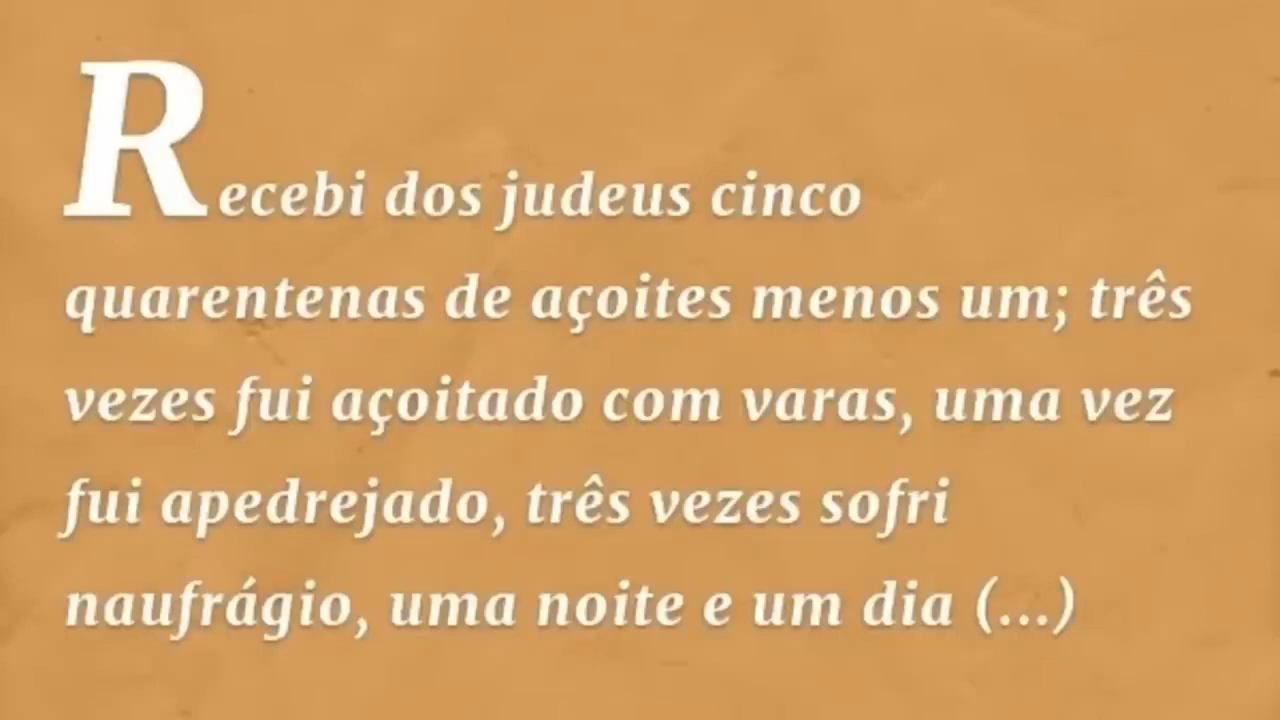 Recebi dos judeus cinco
quarentenas de açoites menos um; três
vezes fui açoitado com varas, uma vez
fui apedrejado, três vezes sofri
naufrágio, uma noite e um dia (...)